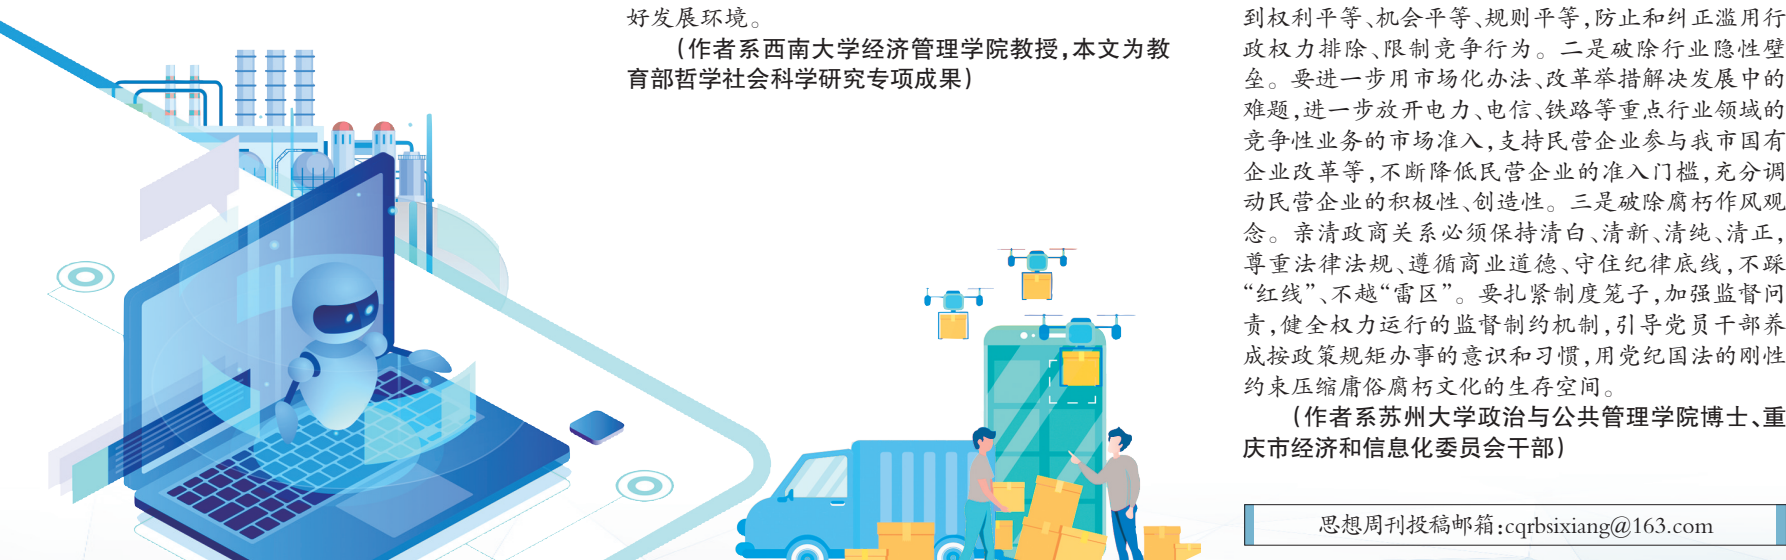 好发展环境。
(作者系西南大学经济管理学院教授,本文为教
育部哲学社会科学研究专项成果)
到权利平等、机会平等、规则平等,防止和纠正滥用行
政权力排除、限制竞争行为。二是破除行业隐性壁
垒。要进一步用市场化办法、改革举措解决发展中的
难题,进一步放开电力、电信、铁路等重点行业领域的
竞争性业务的市场准入,支持民营企业参与我市国有
企业改革等,不断降低民营企业的准入门槛,充分调
动民营企业的积极性、创造性。三是破除腐朽作风观
念。亲清政商关系必须保持清白、清新、清纯、清正,
尊重法律法规、遵循商业道德、守住纪律底线,不踩
“红线”、不越“雷区”。要扎紧制度笼子,加强监督问
责,健全权力运行的监督制约机制,引导党员干部养
成按政策规矩办事的意识和习惯,用党纪国法的刚性
约束压缩庸俗腐朽文化的生存空间。
(作者系苏州大学政治与公共管理学院博士、重
庆市经济和信息化委员会干部)
思想周刊投稿邮箱:cqrbsixiang@163.com